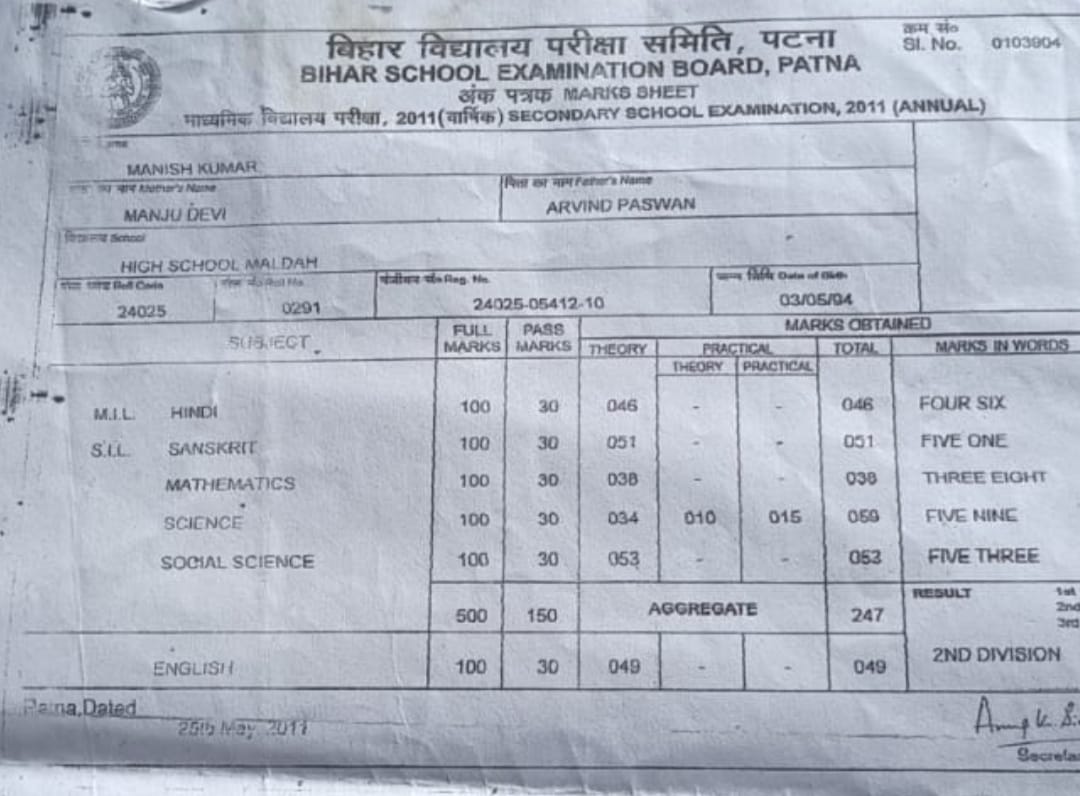 बिहार विद्यालय परीक्षा समिति, पटना
क्रम सं०
Sl. No. 0103904
BIHAR SCHOOL EXAMINATION BOARD, PATNA
अंक पत्रक MARKS SHEET
माध्यमिक विद्यालय परीक्षा, 2011(वार्षिक) SECONDARY SCHOOL EXAMINATION, 2011 (ANNUAL)
MANISH KUMAR
का नाम Mother's Name पिता का नाम Father's Name
MANJU DEVI ARVIND PASWAN
विद्यालय School
HIGH SCHOOL MALDAH
Roll Code Roll No. पंजीयन सं० Reg. No. जन्म तिथि Date of Birth
24025 0291 24025-05412-10 03/05/94
SUBJECT FULL MARKS PASS MARKS MARKS OBTAINED
THEORY PRACTICAL TOTAL MARKS IN WORDS
THEORY PRACTICAL
M.I.L. HINDI 100 30 046 - - 046 FOUR SIX
S.I.L. SANSKRIT 100 30 051 - - 051 FIVE ONE
MATHEMATICS 100 30 038 - - 038 THREE EIGHT
SCIENCE 100 30 034 010 015 059 FIVE NINE
SOCIAL SCIENCE 100 30 053 - - 053 FIVE THREE
500 150 AGGREGATE 247 RESULT 1st
2nd
3rd
ENGLISH 100 30 049 - - 049 2ND DIVISION
Patna,Dated
25th May 2011